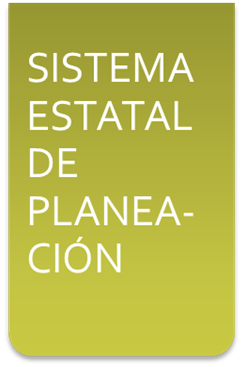 SISTEMA
ESTATAL
DE
PLANEA-
CIÓN